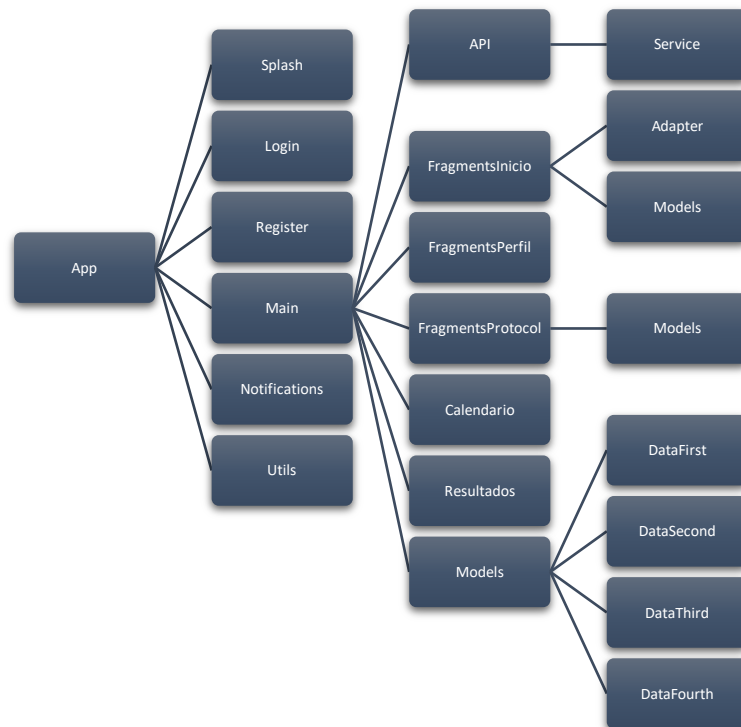 App
Splash
Login
Register
Main
Notifications
Utils
API
FragmentsInicio
FragmentsPerfil
FragmentsProtocol
Calendario
Resultados
Models
Service
Adapter
Models
Models
DataFirst
DataSecond
DataThird
DataFourth